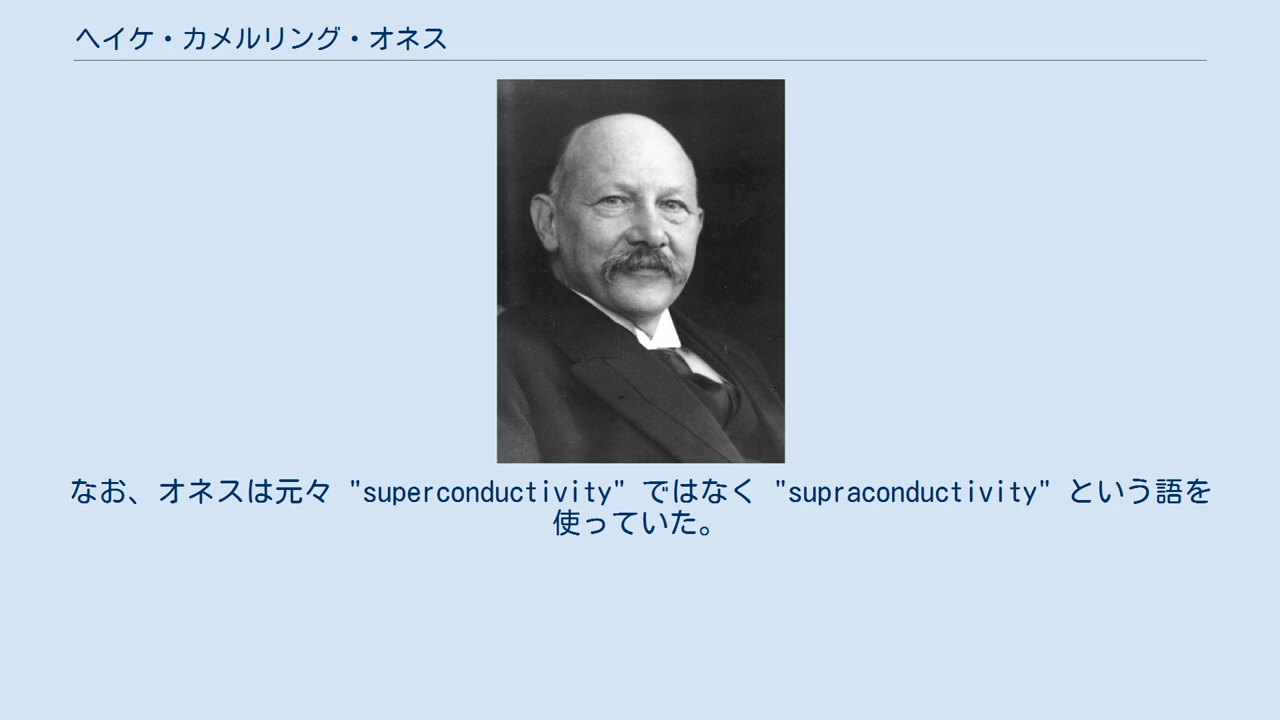 ヘイケ・カメルリング・オネス
なお、オネスは元々 "superconductivity" ではなく "supraconductivity" という語を
使っていた。